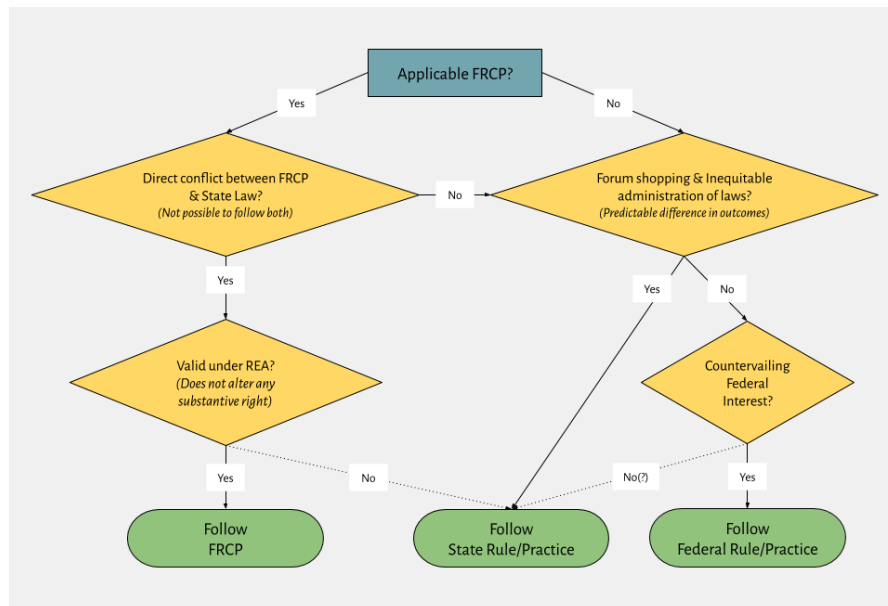 Applicable FRCP?
Yes
No
Direct conflict between FRCP
& State Law?
(Not possible to follow both)
No
Forum shopping & Inequitable
administration of laws?
(Predictable difference in outcomes)
Yes
Yes
No
Valid under REA?
(Does not alter any
substantive right)
Countervailing
Federal
Interest?
Yes
No
No(?)
Yes
Follow
FRCP
Follow
State Rule/Practice
Follow
Federal Rule/Practice